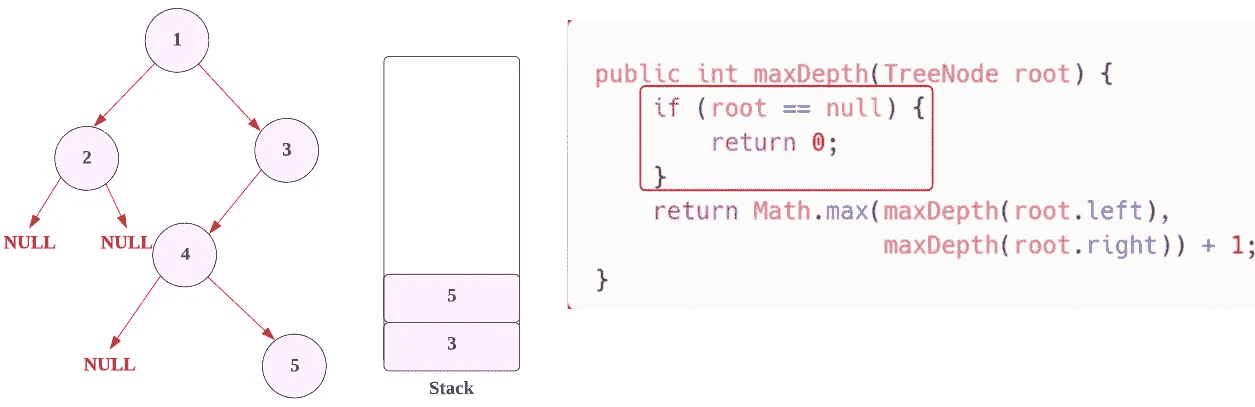 1
2
3
NULL
NULL
4
NULL
5
5
3
Stack
public int maxDepth(TreeNode root) {
if (root == null) {
return 0;
}
return Math.max(maxDepth(root.left),
maxDepth(root.right)) + 1;
}